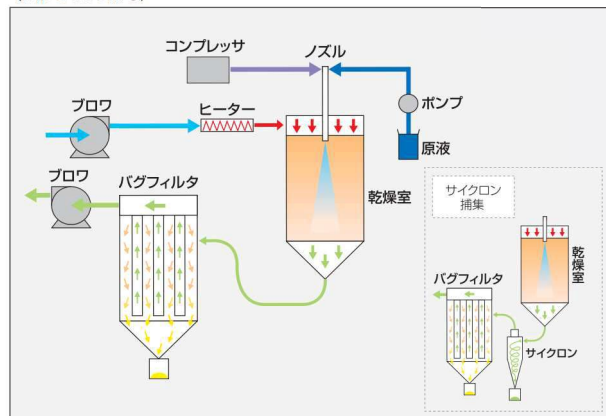 コンプレッサ
ノズル
ブロワ
ヒーター
ポンプ
原液
ブロワ
バグフィルタ
乾燥室
サイクロン
捕集
乾燥室
バグフィルタ
サイクロン